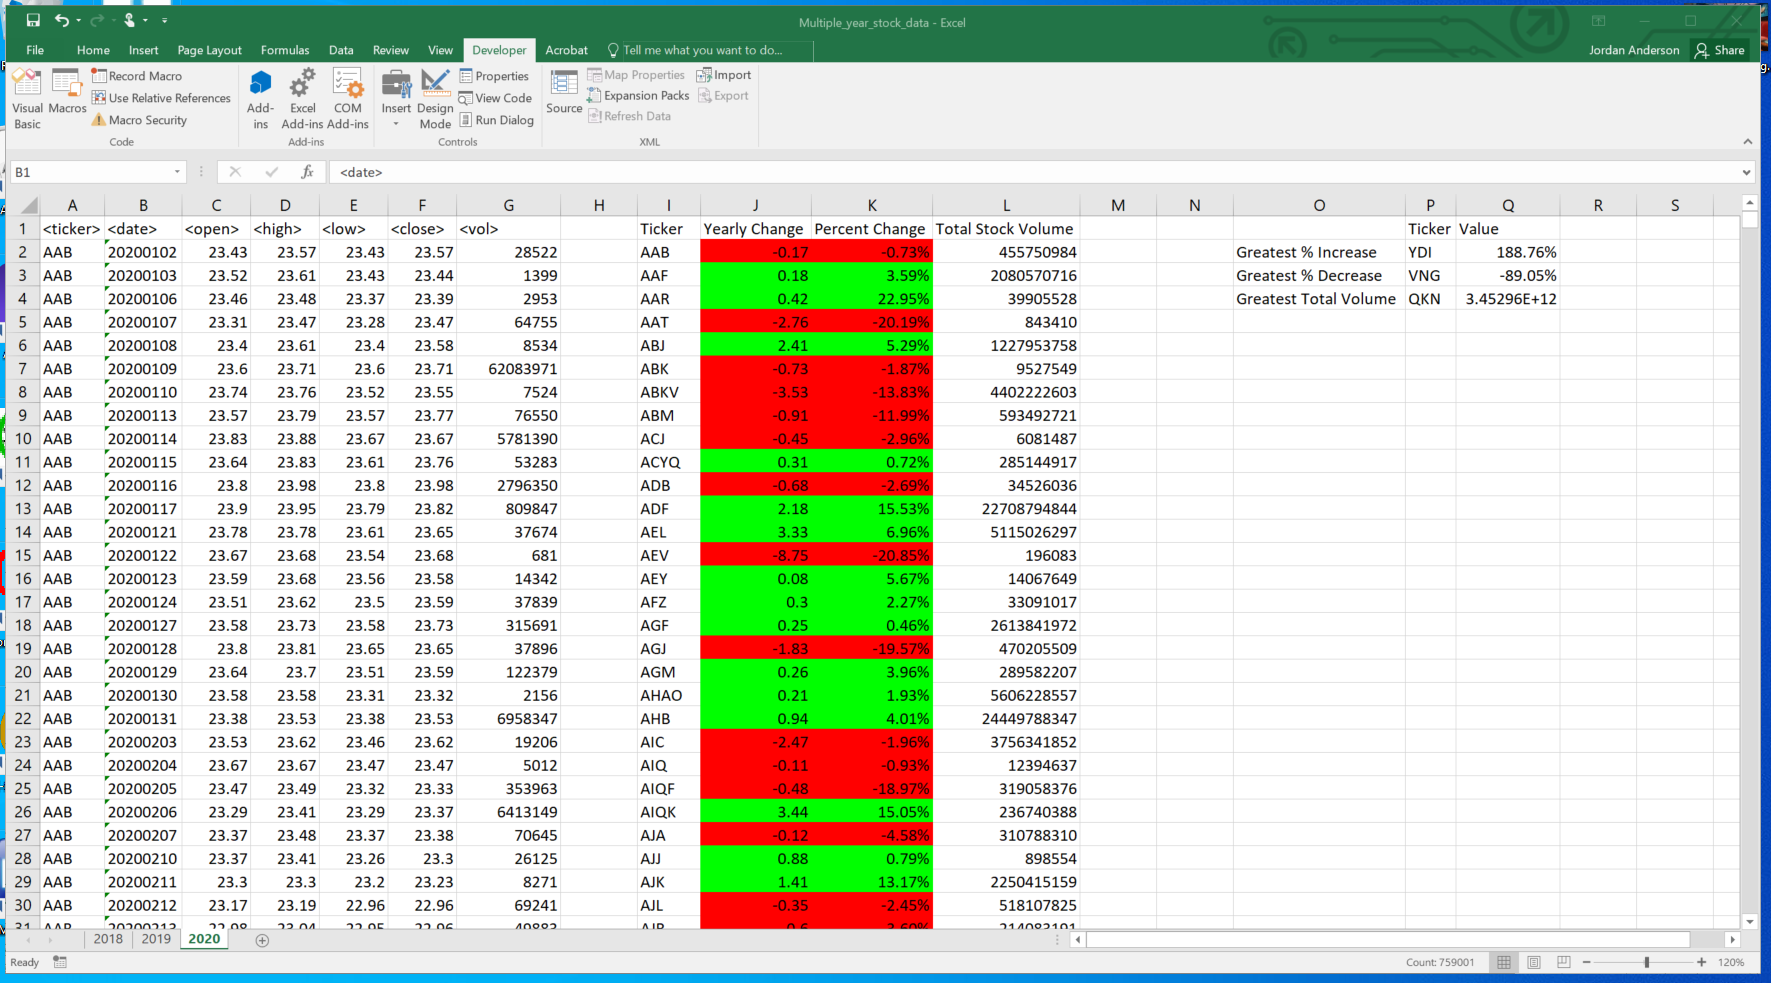 Multiple_year_stock_data - Excel
File Home Insert Page Layout Formulas Data Review View Developer Acrobat Tell me what you want to do... Jordan Anderson Share
Visual Basic
Macros
Record Macro
Use Relative References
Macro Security
Code
Add-ins
Excel Add-ins
COM Add-ins
Add-ins
Insert
Design Mode
Properties
View Code
Run Dialog
Controls
Source
Map Properties
Expansion Packs
Refresh Data
Import
Export
XML
B1 fx <date>
A B C D E F G H I J K L M N O P Q R S
1 <ticker> <date> <open> <high> <low> <close> <vol> Ticker Yearly Change Percent Change Total Stock Volume Ticker Value
2 AAB 20200102 23.43 23.57 23.43 23.57 28522 AAB -0.17 -0.73% 455750984 Greatest % Increase YDI 188.76%
3 AAB 20200103 23.52 23.61 23.43 23.44 1399 AAF 0.18 3.59% 2080570716 Greatest % Decrease VNG -89.05%
4 AAB 20200106 23.46 23.48 23.37 23.39 2953 AAR 0.42 22.95% 39905528 Greatest Total Volume QKN 3.45296E+12
5 AAB 20200107 23.31 23.47 23.28 23.47 64755 AAT -2.76 -20.19% 843410
6 AAB 20200108 23.4 23.61 23.4 23.58 8534 ABJ 2.41 5.29% 1227953758
7 AAB 20200109 23.6 23.71 23.6 23.71 62083971 ABK -0.73 -1.87% 9527549
8 AAB 20200110 23.74 23.76 23.52 23.55 7524 ABKV -3.53 -13.83% 4402222603
9 AAB 20200113 23.57 23.79 23.57 23.77 76550 ABM -0.91 -11.99% 593492721
10 AAB 20200114 23.83 23.88 23.67 23.67 5781390 ACJ -0.45 -2.96% 6081487
11 AAB 20200115 23.64 23.83 23.61 23.76 53283 ACYQ 0.31 0.72% 285144917
12 AAB 20200116 23.8 23.98 23.8 23.98 2796350 ADB -0.68 -2.69% 34526036
13 AAB 20200117 23.9 23.95 23.79 23.82 809847 ADF 2.18 15.53% 22708794844
14 AAB 20200121 23.78 23.78 23.61 23.65 37674 AEL 3.33 6.96% 5115026297
15 AAB 20200122 23.67 23.68 23.54 23.68 681 AEV -8.75 -20.85% 196083
16 AAB 20200123 23.59 23.68 23.56 23.58 14342 AEY 0.08 5.67% 14067649
17 AAB 20200124 23.51 23.62 23.5 23.59 37839 AFZ 0.3 2.27% 33091017
18 AAB 20200127 23.58 23.73 23.58 23.73 315691 AGF 0.25 0.46% 2613841972
19 AAB 20200128 23.8 23.81 23.65 23.65 37896 AGJ -1.83 -19.57% 470205509
20 AAB 20200129 23.64 23.7 23.51 23.59 122379 AGM 0.26 3.96% 289582207
21 AAB 20200130 23.58 23.58 23.31 23.32 2156 AHAO 0.21 1.93% 5606228557
22 AAB 20200131 23.38 23.53 23.38 23.53 6958347 AHB 0.94 4.01% 24449788347
23 AAB 20200203 23.53 23.62 23.46 23.62 19206 AIC -2.47 -1.96% 3756341852
24 AAB 20200204 23.67 23.67 23.47 23.47 5012 AIQ -0.11 -0.93% 12394637
25 AAB 20200205 23.47 23.49 23.32 23.33 353963 AIQF -0.48 -18.97% 319058376
26 AAB 20200206 23.29 23.41 23.29 23.37 6413149 AIQK 3.44 15.05% 236740388
27 AAB 20200207 23.37 23.48 23.37 23.38 70645 AJA -0.12 -4.58% 310788310
28 AAB 20200210 23.37 23.41 23.26 23.3 26125 AJJ 0.88 0.79% 898554
29 AAB 20200211 23.3 23.3 23.2 23.23 8271 AJK 1.41 13.17% 2250415159
30 AAB 20200212 23.17 23.19 22.96 22.96 69241 AJL -0.35 -2.45% 518107825
2018 2019 2020
Ready Count: 759001 120%